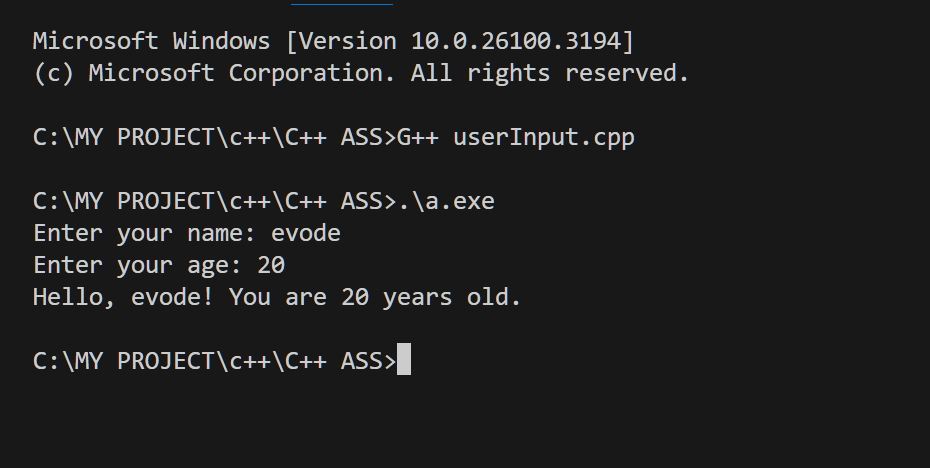 Microsoft Windows [Version 10.0.26100.3194]
(c) Microsoft Corporation. All rights reserved.
C:\MY PROJECT\c++\C++ ASS>G++ userInput.cpp
C:\MY PROJECT\c++\C++ ASS>.\a.exe
Enter your name: evode
Enter your age: 20
Hello, evode! You are 20 years old.
C:\MY PROJECT\c++\C++ ASS>